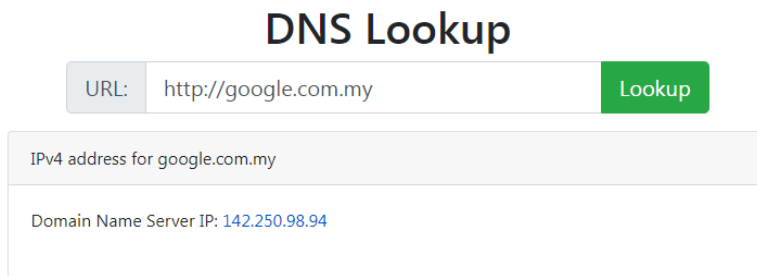 DNS Lookup
URL: http://google.com.my Lookup
IPv4 address for google.com.my
Domain Name Server IP: 142.250.98.94